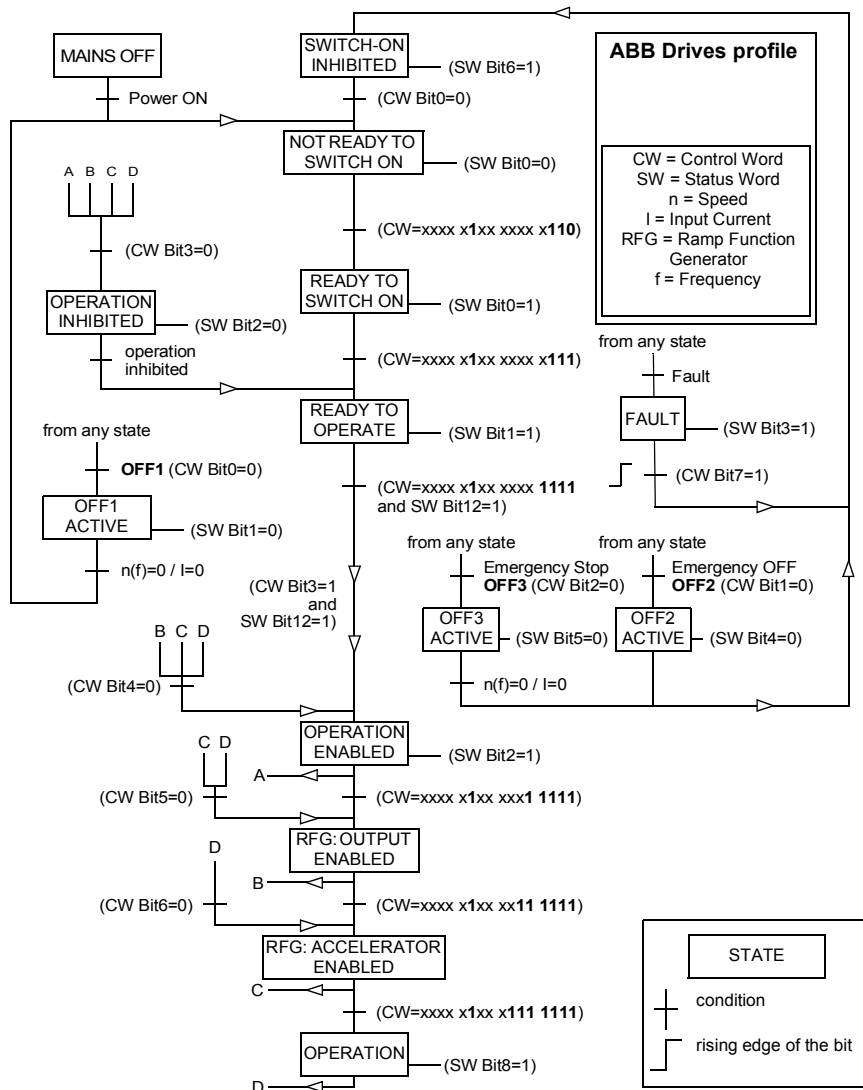 MAINS OFF
Power ON
SWITCH-ON
INHIBITED
(SW Bit6=1)
(CW Bit0=0)
ABB Drives profile
CW = Control Word
SW = Status Word
n = Speed
I = Input Current
RFG = Ramp Function
Generator
f = Frequency
NOT READY TO
SWITCH ON
(SW Bit0=0)
A B C D
(CW Bit3=0)
(CW=xxxx x1xx xxxx x110)
OPERATION
INHIBITED
(SW Bit2=0)
operation
inhibited
READY TO
SWITCH ON
(SW Bit0=1)
(CW=xxxx x1xx xxxx x111)
from any state
Fault
FAULT
(SW Bit3=1)
(CW Bit7=1)
READY TO
OPERATE
(SW Bit1=1)
from any state
OFF1 (CW Bit0=0)
OFF1
ACTIVE
(SW Bit1=0)
n(f)=0 / I=0
(CW=xxxx x1xx xxxx 1111
and SW Bit12=1)
(CW Bit3=1
and
SW Bit12=1)
from any state
Emergency Stop
OFF3 (CW Bit2=0)
OFF3
ACTIVE
(SW Bit5=0)
n(f)=0 / I=0
from any state
Emergency OFF
OFF2 (CW Bit1=0)
OFF2
ACTIVE
(SW Bit4=0)
B C D
(CW Bit4=0)
OPERATION
ENABLED
(SW Bit2=1)
A
C D
(CW Bit5=0)
(CW=xxxx x1xx xxx1 1111)
RFG: OUTPUT
ENABLED
B
D
(CW Bit6=0)
(CW=xxxx x1xx xx11 1111)
RFG: ACCELERATOR
ENABLED
C
(CW=xxxx x1xx x111 1111)
OPERATION
(SW Bit8=1)
D
STATE
condition
rising edge of the bit